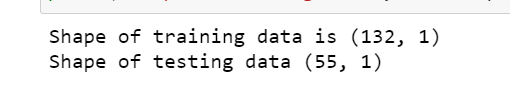 Shape of training data is (132, 1)
Shape of testing data (55, 1)